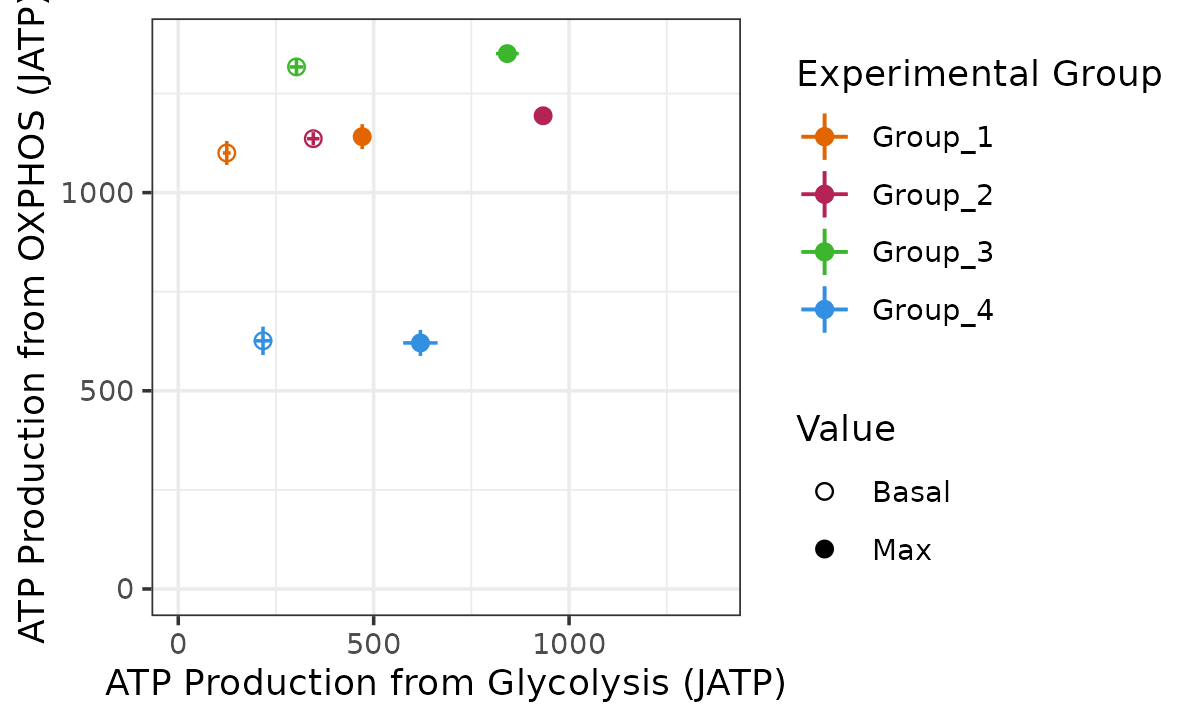 ATP Production from OXPHOS (JATP)
1000
500
0
0 500 1000
ATP Production from Glycolysis (JATP)
Experimental Group
Group_1
Group_2
Group_3
Group_4
Value
Basal
Max